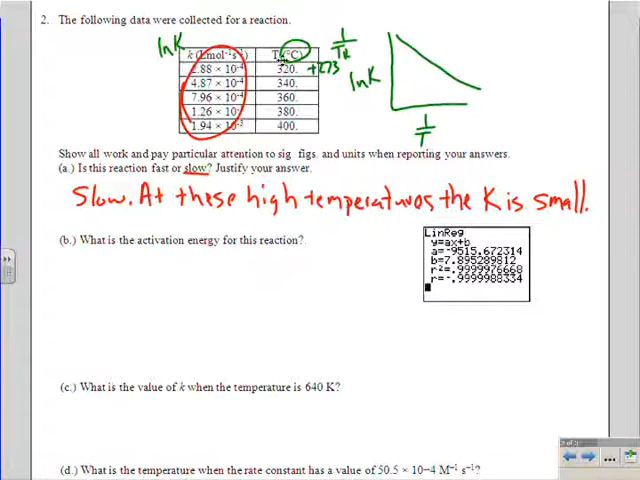 2. The following data were collected for a reaction.
ln K
k (Lmol⁻¹s⁻¹) T (°C) 1/TK
.88 × 10⁻⁴ 320. +273
4.87 × 10⁻⁴ 340. ln K
7.96 × 10⁻⁴ 360.
1.26 × 10 380.
1.94 × 10⁻³ 400.
1/T
Show all work and pay particular attention to sig figs. and units when reporting your answers.
(a.) Is this reaction fast or slow? Justify your answer.
Slow. At these high temperatures the K is small.
(b.) What is the activation energy for this reaction?
LinReg
y=ax+b
a=-9515.672314
b=7.895289812
r²=.9999976668
r=-.9999988334
(c.) What is the value of k when the temperature is 640 K?
(d.) What is the temperature when the rate constant has a value of 50.5 × 10−4 M⁻¹ s⁻¹?